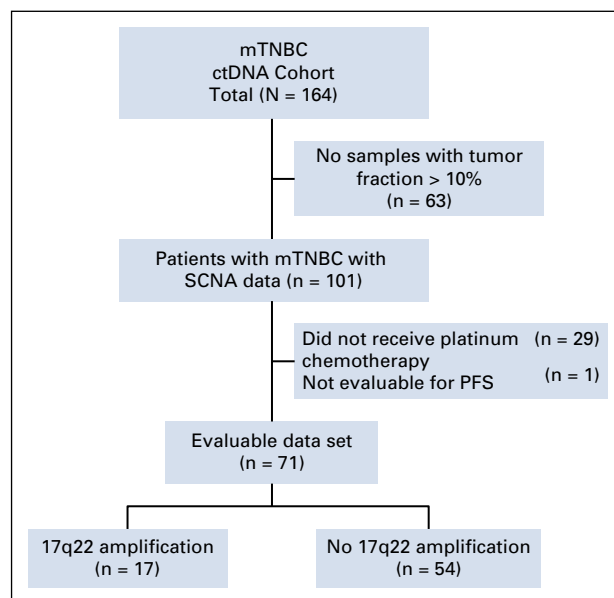 mTNBC
ctDNA Cohort
Total (N = 164)
No samples with tumor
fraction > 10%
(n = 63)
Patients with mTNBC with
SCNA data (n = 101)
Did not receive platinum (n = 29)
chemotherapy
Not evaluable for PFS (n = 1)
Evaluable data set
(n = 71)
17q22 amplification
(n = 17)
No 17q22 amplification
(n = 54)